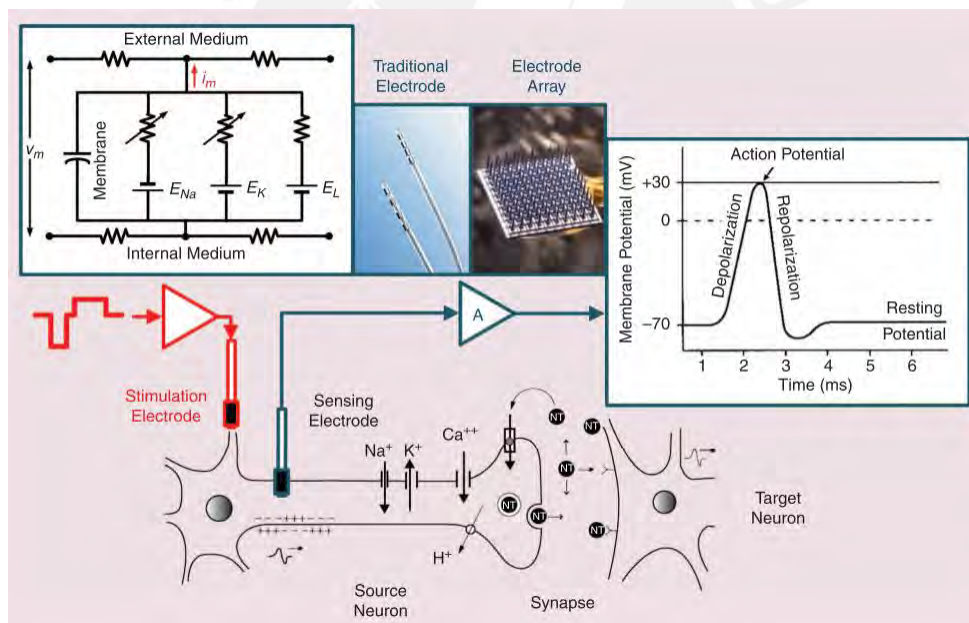 External Medium
i_m
v_m
Membrane
E_Na
E_K
E_L
Internal Medium
Traditional
Electrode
Electrode
Array
Action Potential
Membrane Potential (mV)
+30
0
−70
Depolarization
Repolarization
Resting
Potential
1 2 3 4 5 6
Time (ms)
A
Stimulation
Electrode
Sensing
Electrode
Na+ K+
Ca++
NT
NT
NT
NT
NT
NT
H+
Source
Neuron
Synapse
Target
Neuron